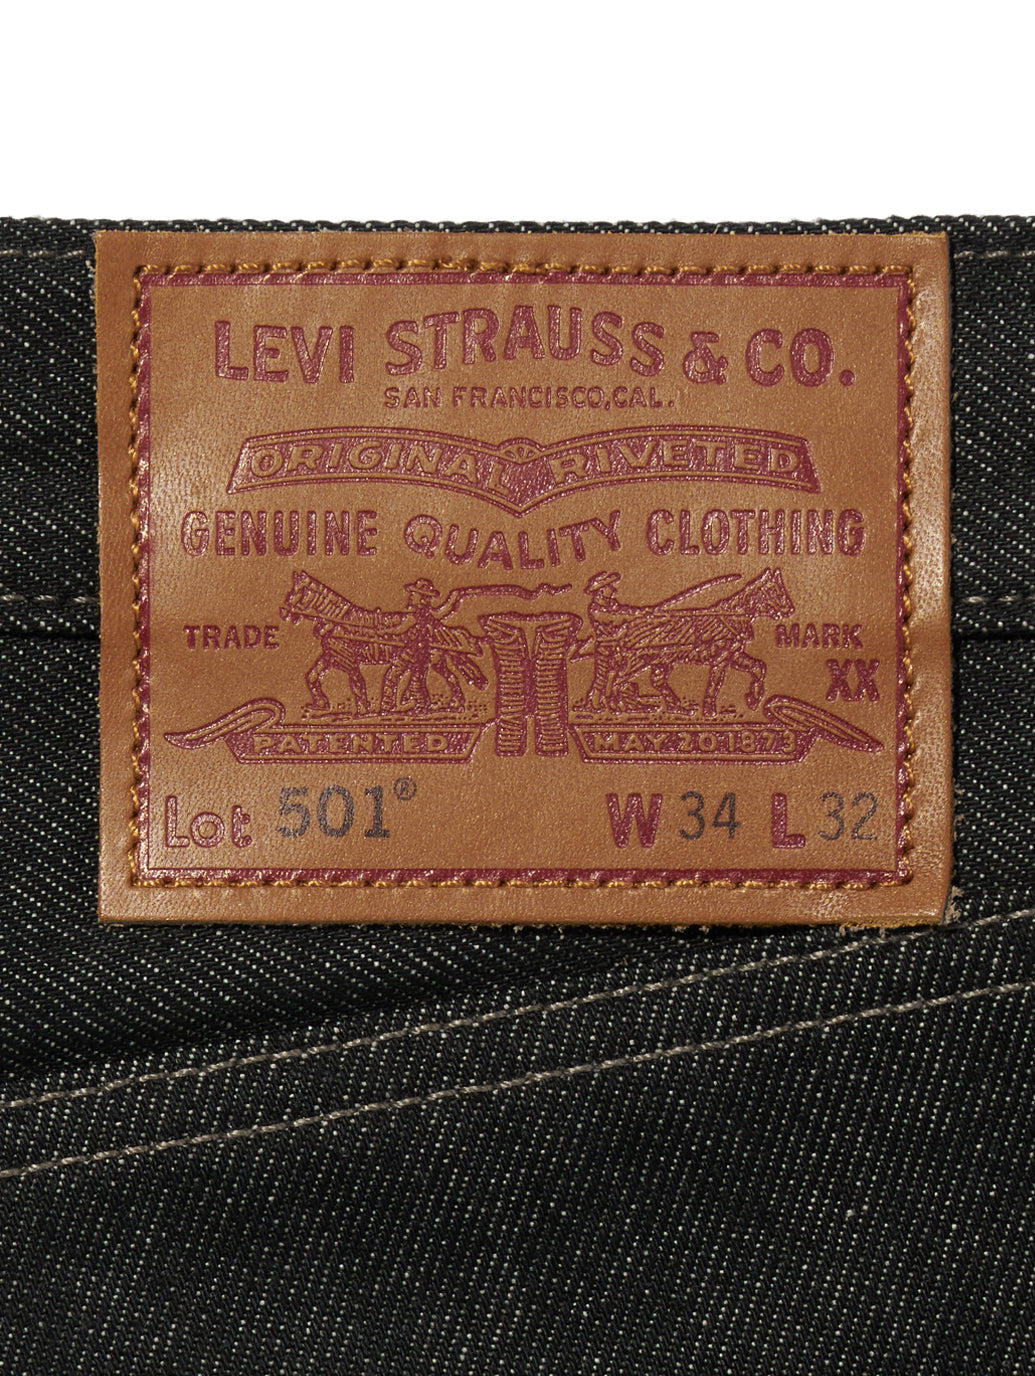 LEVI STRAUSS & CO.
SAN FRANCISCO, CAL.
ORIGINAL RIVETED
GENUINE QUALITY CLOTHING
TRADE MARK
XX
PATENTED MAY 20 1873
Lot 501® W 34 L 32